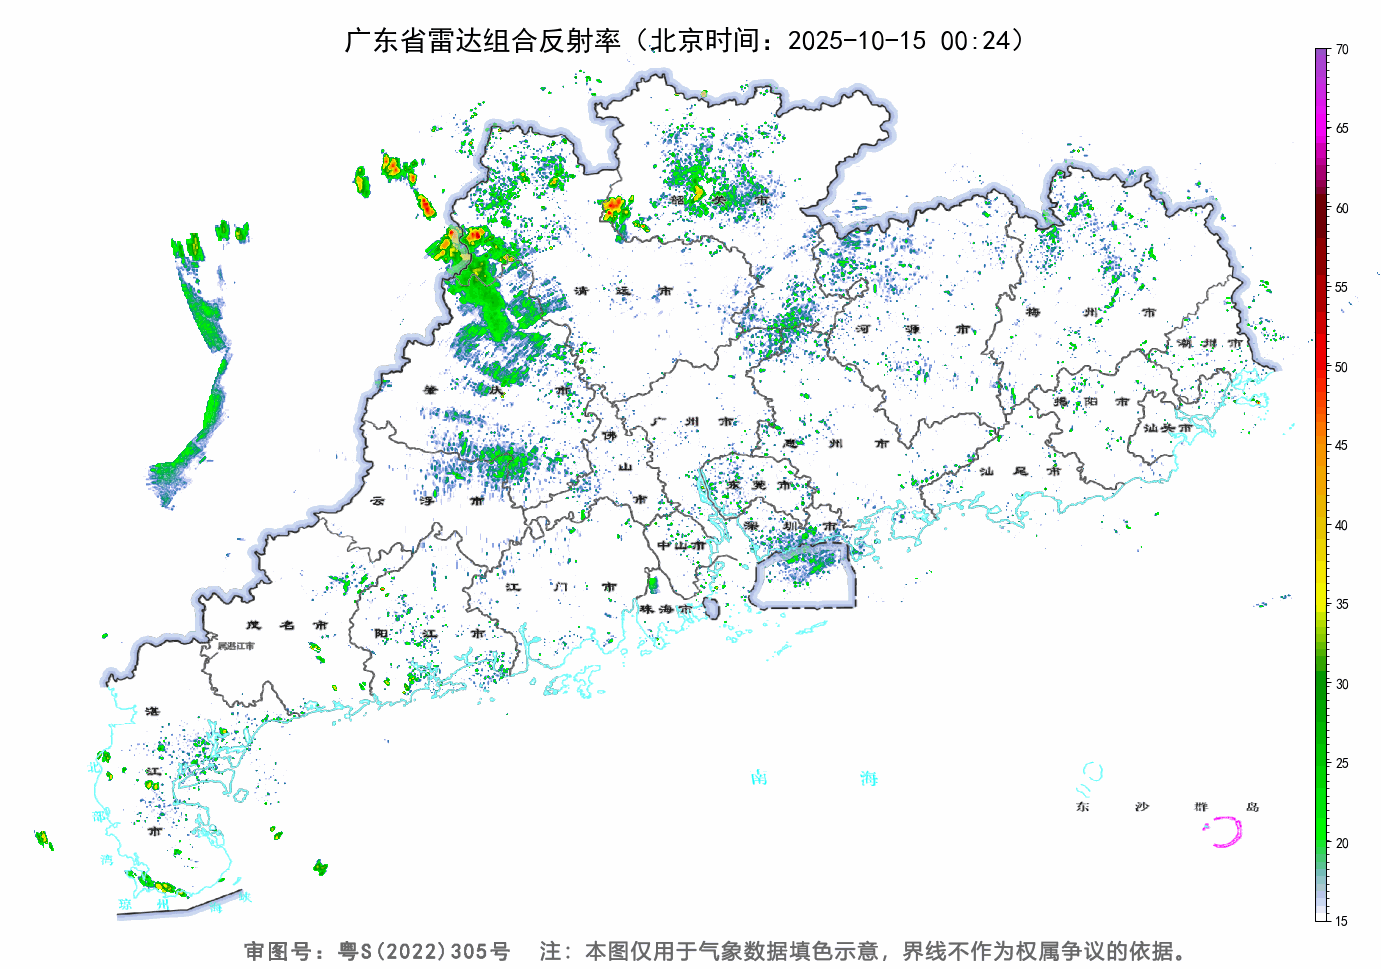 广东省雷达组合反射率（北京时间：2025-10-15 00:24）
70
65
60
55
50
45
40
35
30
25
20
15
韶关市
清远市
河源市
梅州市
潮州市
肇庆市
广州市
佛山市
惠州市
揭阳市
汕头市
汕尾市
东莞市
深圳市
云浮市
中山市
江门市
珠海市
茂名市
阳江市
属湛江市
湛江市
北部湾
琼州海峡
南海
东沙群岛
审图号：粤S(2022)305号 注：本图仅用于气象数据填色示意，界线不作为权属争议的依据。